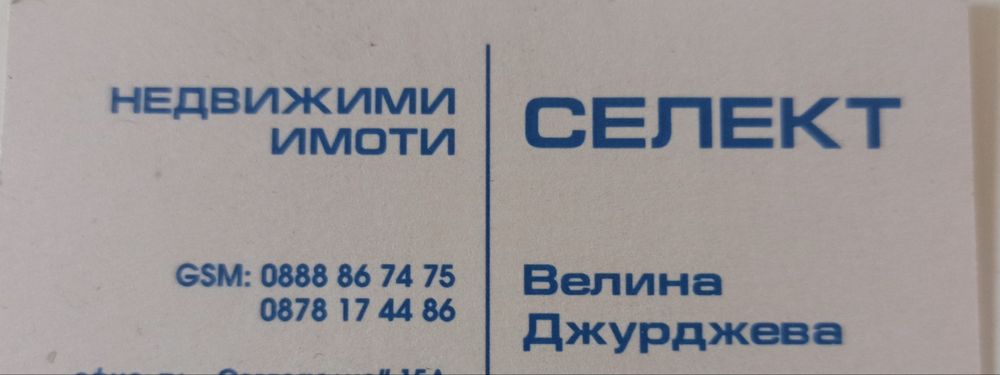 НЕДВИЖИМИ
ИМОТИ
GSM: 0888 86 74 75
0878 17 44 86
СЕЛЕКТ
Велина
Джурджева